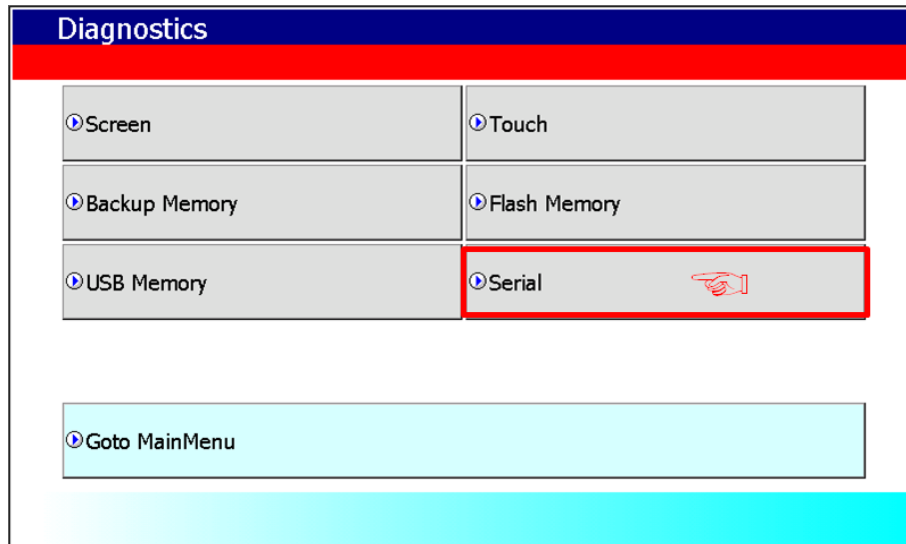 Diagnostics
Screen
Touch
Backup Memory
Flash Memory
USB Memory
Serial
Goto MainMenu